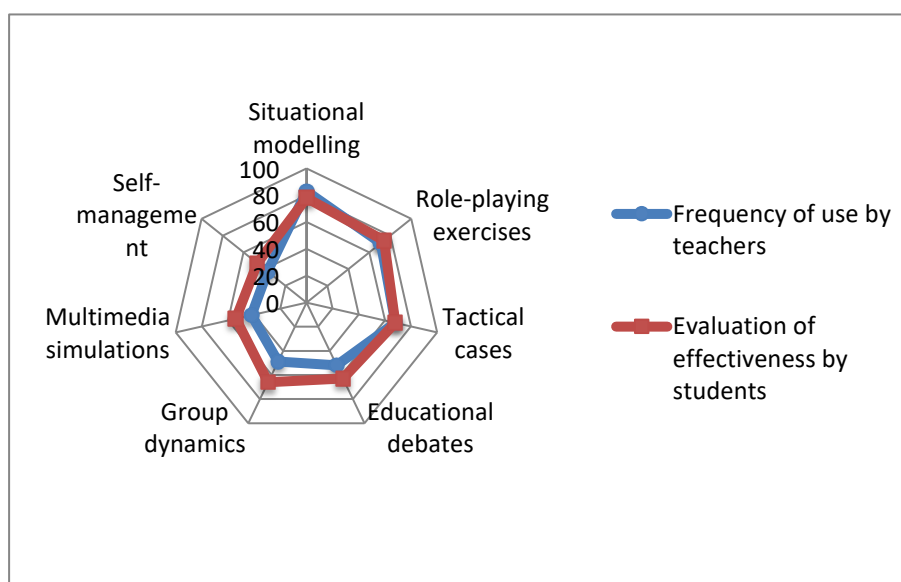 Situational
modelling
100
80
60
40
20
0
Role-playing
exercises
Tactical
cases
Educational
debates
Group
dynamics
Multimedia
simulations
Self-
manageme
nt
Frequency of use by
teachers
Evaluation of
effectiveness by
students